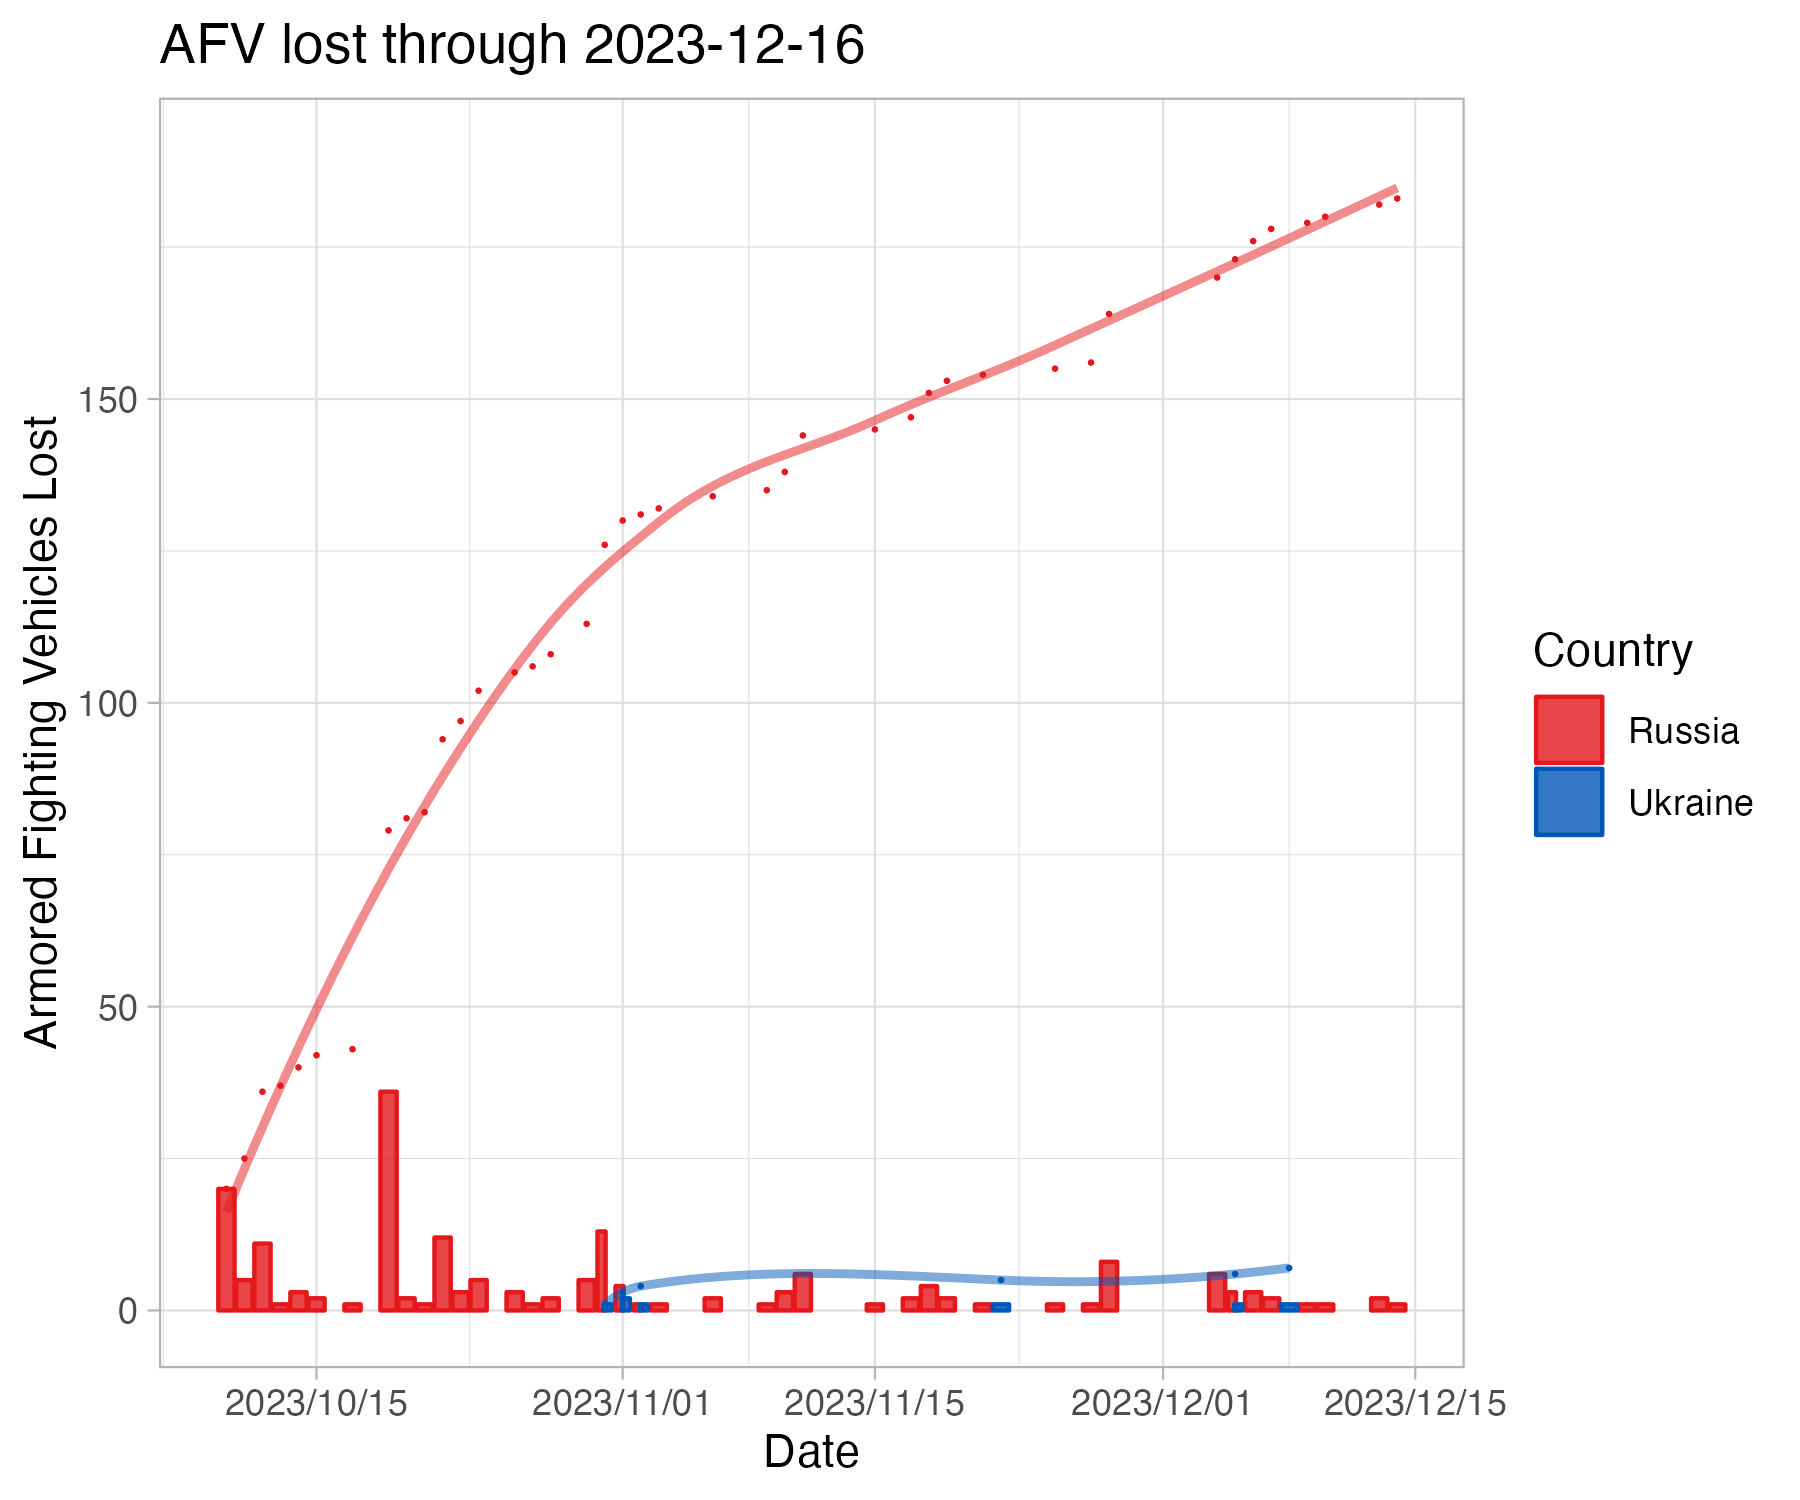 AFV lost through 2023-12-16
Armored Fighting Vehicles Lost
150
100
50
0
2023/10/15 2023/11/01 2023/11/15 2023/12/01 2023/12/15
Date
Country
Russia
Ukraine